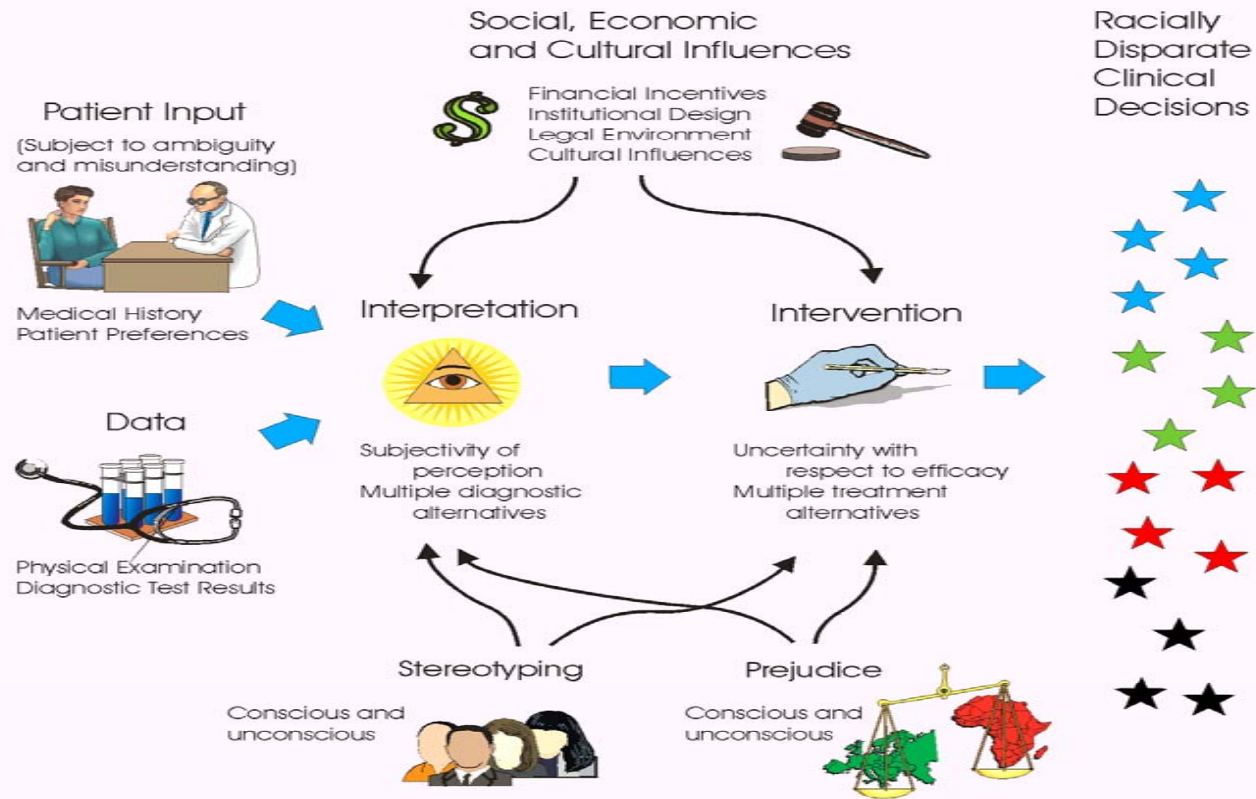 Social, Economic
and Cultural Influences
Financial Incentives
Institutional Design
Legal Environment
Cultural Influences
Racially
Disparate
Clinical
Decisions
Patient Input
(Subject to ambiguity
and misunderstanding)
Medical History
Patient Preferences
Data
Physical Examination
Diagnostic Test Results
Interpretation
Subjectivity of
perception
Multiple diagnostic
alternatives
Intervention
Uncertainty with
respect to efficacy
Multiple treatment
alternatives
Stereotyping
Conscious and
unconscious
Prejudice
Conscious and
unconscious